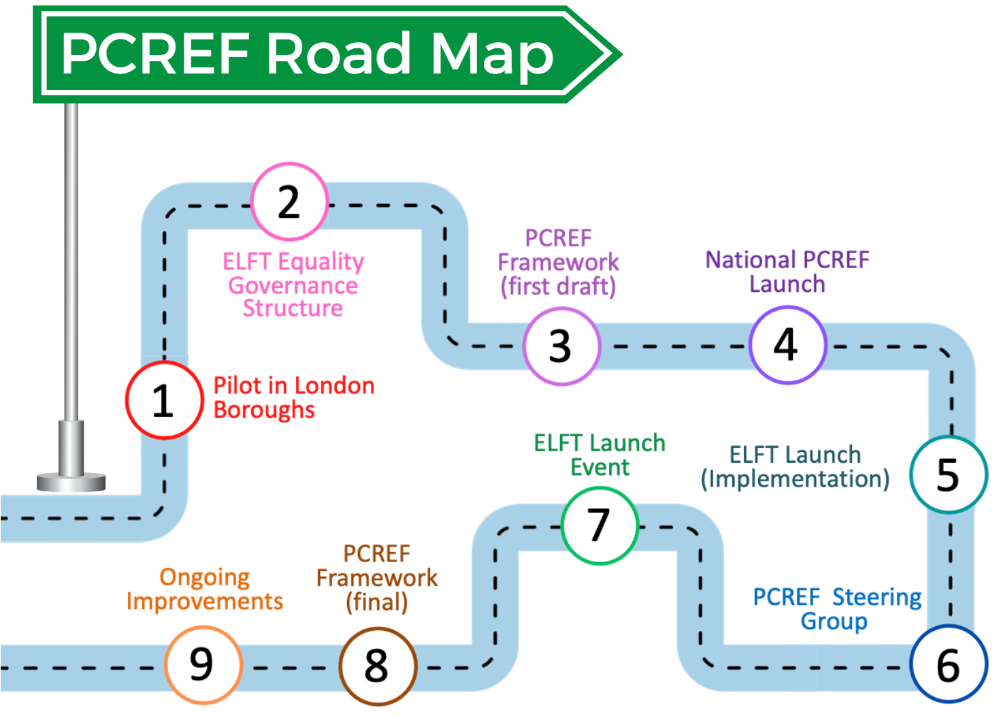 PCREF Road Map
1
Pilot in London
Boroughs
2
ELFT Equality
Governance
Structure
PCREF
Framework
(first draft)
3
National PCREF
Launch
4
ELFT Launch
(Implementation)
5
PCREF  Steering
Group
6
ELFT Launch
Event
7
PCREF
Framework
(final)
8
Ongoing
Improvements
9